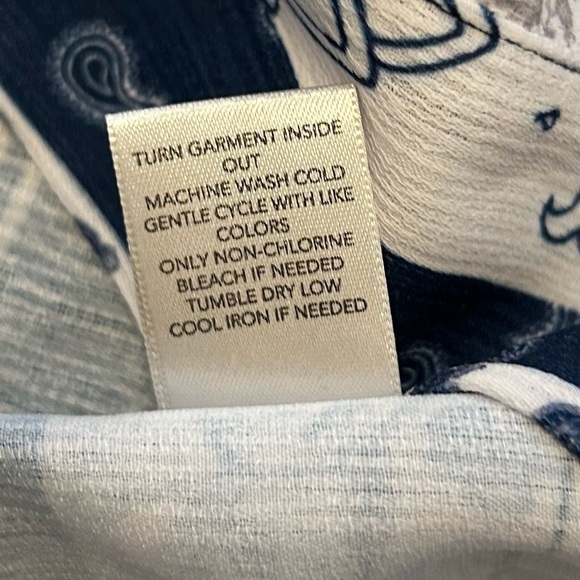 TURN GARMENT INSIDE
OUT
MACHINE WASH COLD
GENTLE CYCLE WITH LIKE
COLORS
ONLY NON-CHLORINE
BLEACH IF NEEDED
TUMBLE DRY LOW
COOL IRON IF NEEDED